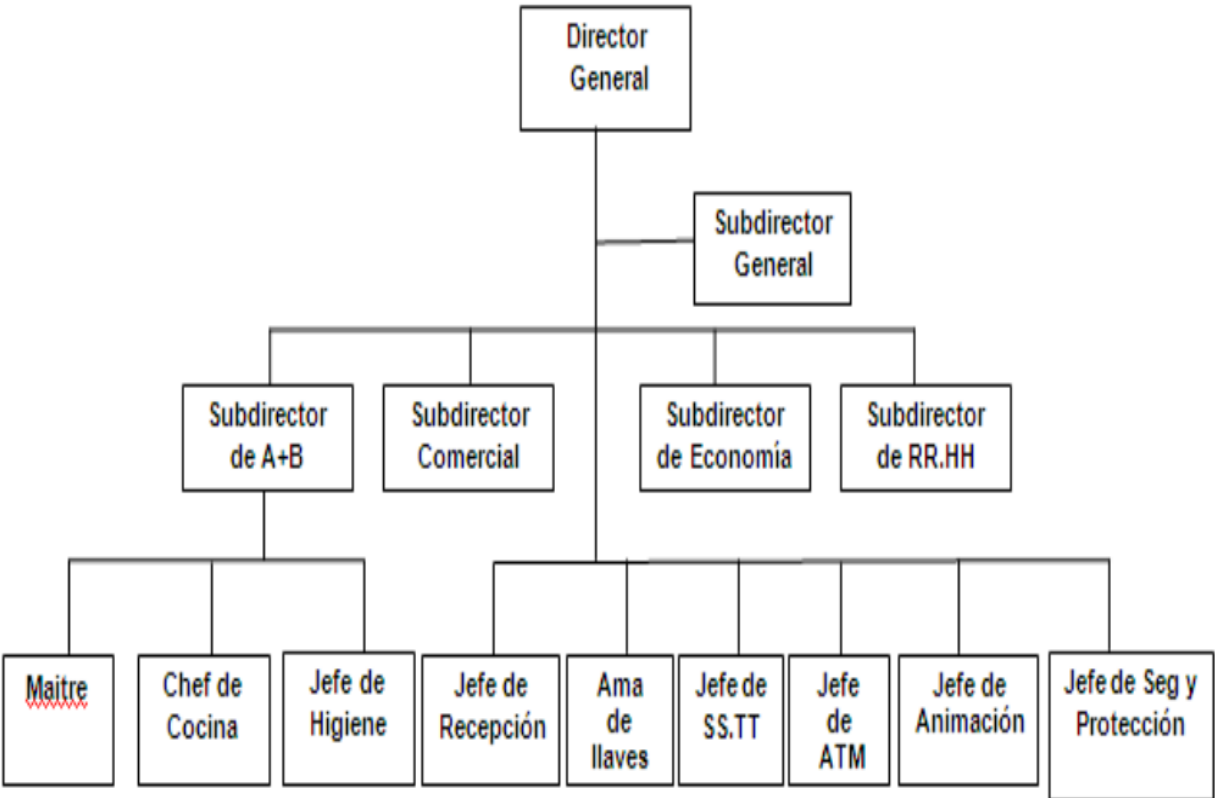 Director
General
Subdirector
General
Subdirector
de A+B
Subdirector
Comercial
Subdirector
de Economía
Subdirector
de RR.HH
Maitre
Chef de
Cocina
Jefe de
Higiene
Jefe de
Recepción
Ama
de
llaves
Jefe de
SS.TT
Jefe
de
ATM
Jefe de
Animación
Jefe de Seg y
Protección